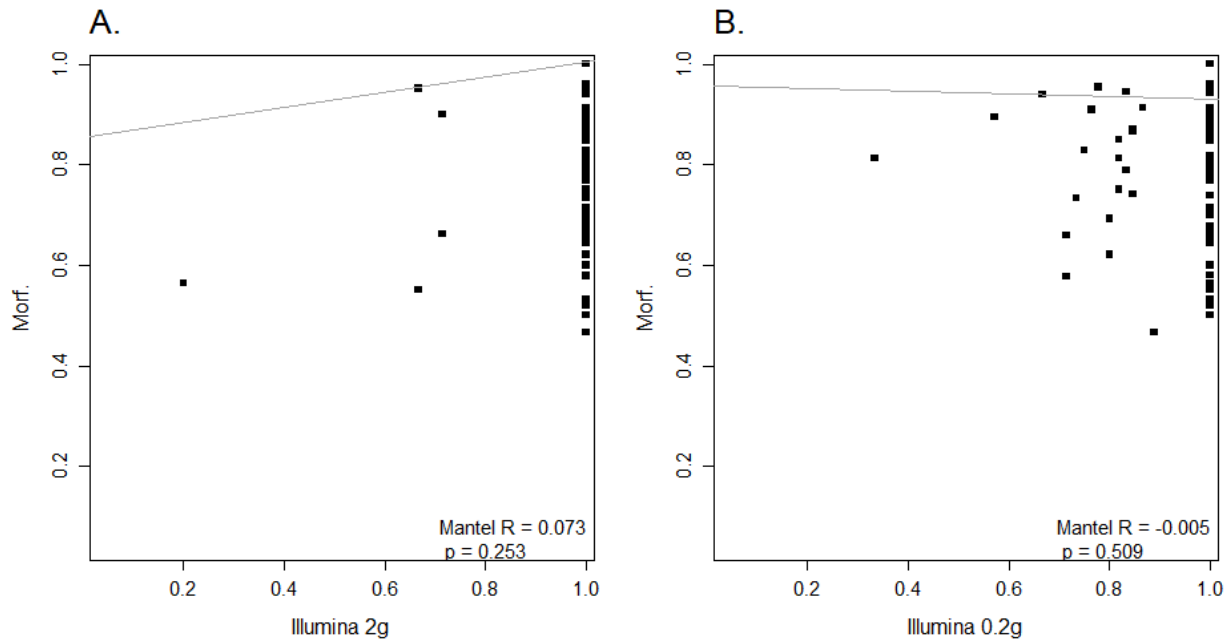 A.
1.0
0.8
0.6
0.4
0.2
Morf.
Mantel R = 0.073
p = 0.253
0.2 0.4 0.6 0.8 1.0
Illumina 2g
B.
1.0
0.8
0.6
0.4
0.2
Morf.
Mantel R = -0.005
p = 0.509
0.2 0.4 0.6 0.8 1.0
Illumina 0.2g